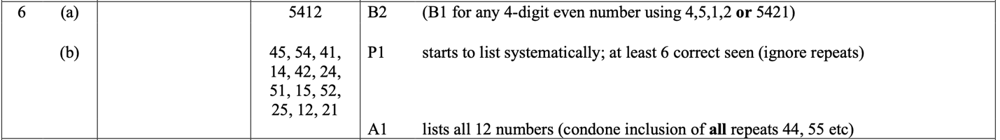 6 (a) 5412 B2 (B1 for any 4-digit even number using 4,5,1,2 or 5421)
(b) 45, 54, 41, P1 starts to list systematically; at least 6 correct seen (ignore repeats)
14, 42, 24,
51, 15, 52,
25, 12, 21
A1 lists all 12 numbers (condone inclusion of all repeats 44, 55 etc)